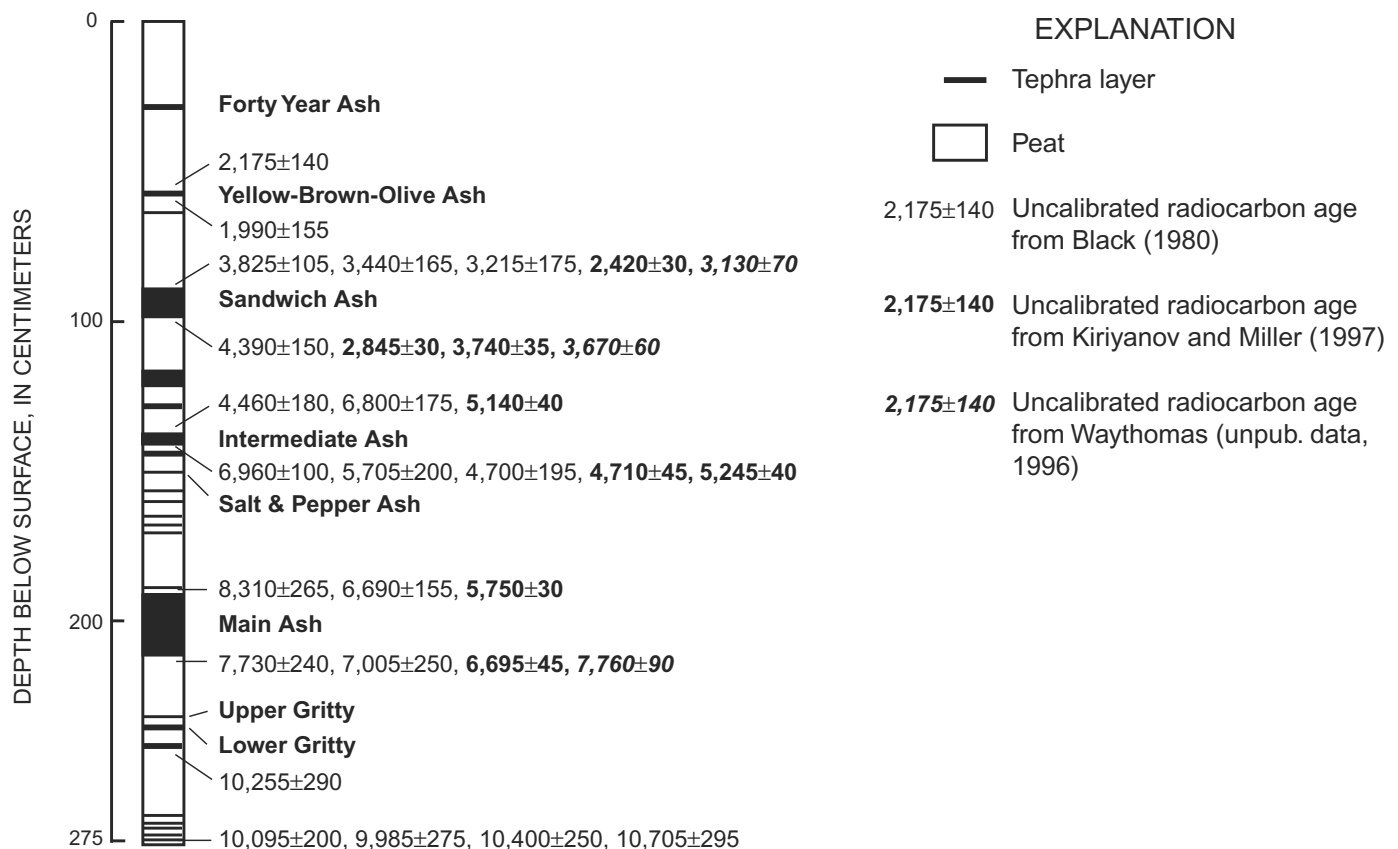 DEPTH BELOW SURFACE, IN CENTIMETERS
0
100
200
275
Forty Year Ash
2,175±140
Yellow-Brown-Olive Ash
1,990±155
3,825±105, 3,440±165, 3,215±175, 2,420±30, 3,130±70
Sandwich Ash
4,390±150, 2,845±30, 3,740±35, 3,670±60
4,460±180, 6,800±175, 5,140±40
Intermediate Ash
6,960±100, 5,705±200, 4,700±195, 4,710±45, 5,245±40
Salt & Pepper Ash
8,310±265, 6,690±155, 5,750±30
Main Ash
7,730±240, 7,005±250, 6,695±45, 7,760±90
Upper Gritty
Lower Gritty
10,255±290
10,095±200, 9,985±275, 10,400±250, 10,705±295
EXPLANATION
Tephra layer
Peat
2,175±140 Uncalibrated radiocarbon age
from Black (1980)
2,175±140 Uncalibrated radiocarbon age
from Kiriyanov and Miller (1997)
2,175±140 Uncalibrated radiocarbon age
from Waythomas (unpub. data,
1996)